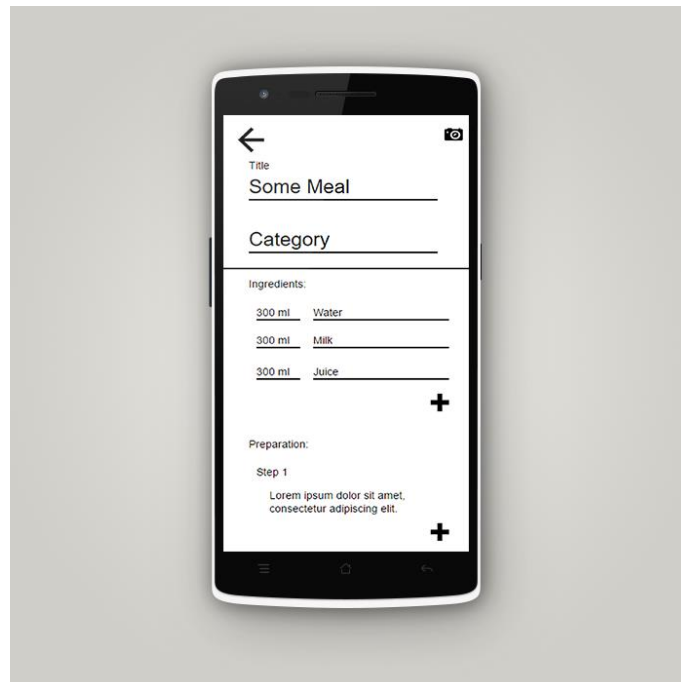 Title
Some Meal
Category
Ingredients:
300 ml Water
300 ml Milk
300 ml Juice
Preparation:
Step 1
Lorem ipsum dolor sit amet,
consectetur adipiscing elit.